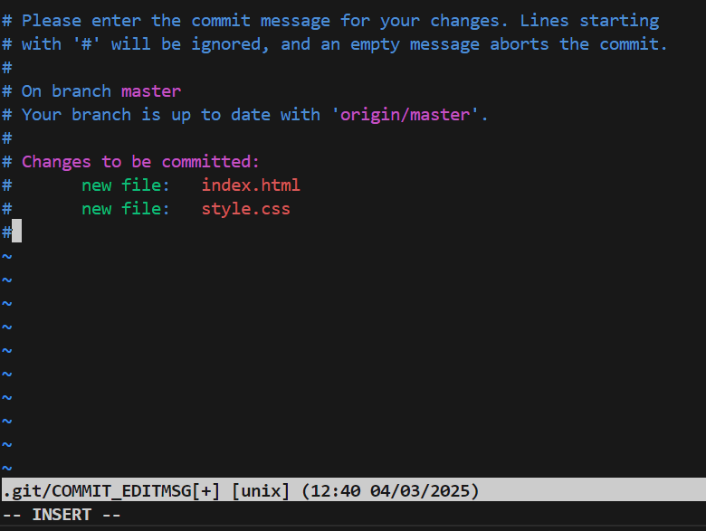 # Please enter the commit message for your changes. Lines starting
# with '#' will be ignored, and an empty message aborts the commit.
#
# On branch master
# Your branch is up to date with 'origin/master'.
#
# Changes to be committed:
#       new file:   index.html
#       new file:   style.css
#
~
~
~
~
~
~
~
~
~
~
.git/COMMIT_EDITMSG[+] [unix] (12:40 04/03/2025)
-- INSERT --